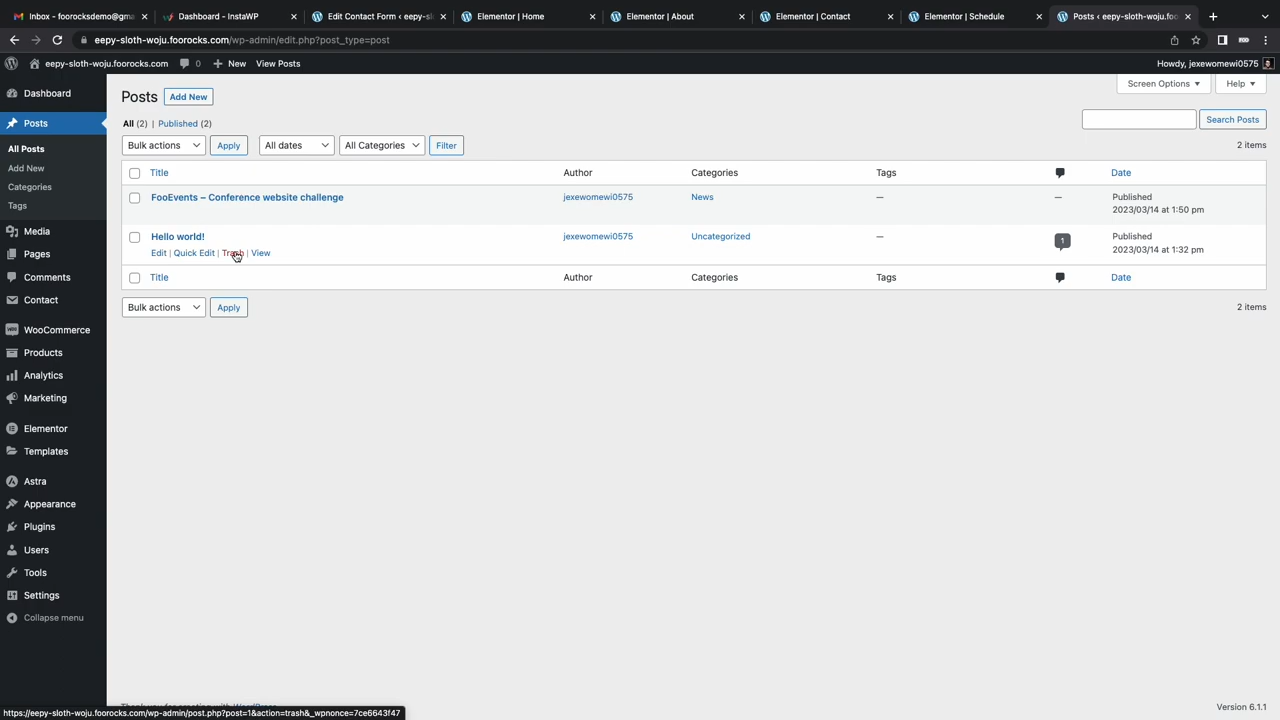 Inbox - foorocksdemo@gma
Dashboard - InstaWP
Edit Contact Form ‹ eepy-sl
Elementor | Home
Elementor | About
Elementor | Contact
Elementor | Schedule
Posts ‹ eepy-sloth-woju.foo
eepy-sloth-woju.foorocks.com/wp-admin/edit.php?post_type=post
eepy-sloth-woju.foorocks.com 0 New View Posts Howdy, jexewomewi0575
Screen Options Help
Dashboard
Posts
All Posts
Add New
Categories
Tags
Media
Pages
Comments
Contact
WooCommerce
Products
Analytics
Marketing
Elementor
Templates
Astra
Appearance
Plugins
Users
Tools
Settings
Collapse menu
Posts Add New
All (2) | Published (2)
Search Posts
Bulk actions Apply All dates All Categories Filter 2 items
Title Author Categories Tags Date
FooEvents – Conference website challenge jexewomewi0575 News — — Published
2023/03/14 at 1:50 pm
Hello world! jexewomewi0575 Uncategorized — 1 Published
Edit | Quick Edit | Trash | View 2023/03/14 at 1:32 pm
Title Author Categories Tags Date
Bulk actions Apply 2 items
Version 6.1.1
https://eepy-sloth-woju.foorocks.com/wp-admin/post.php?post=1&action=trash&_wpnonce=7ce6643f47